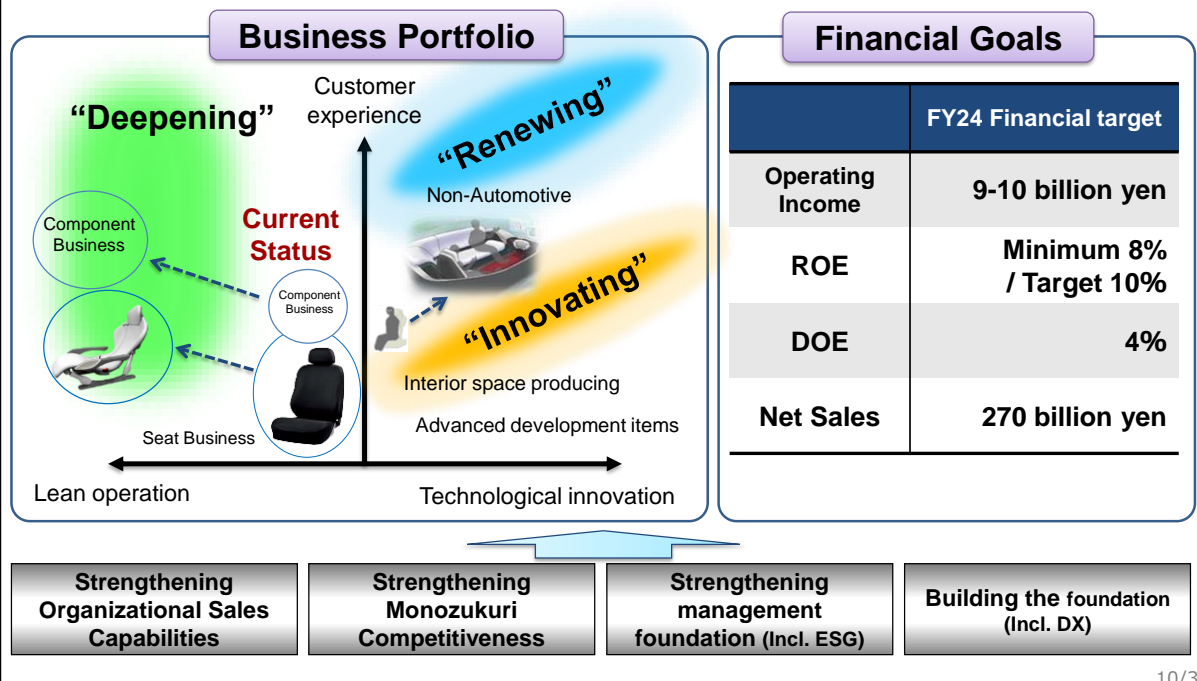 Business Portfolio
“Deepening”
Customer
experience
“Renewing”
Non-Automotive
Component
Business
Current
Status
Component
Business
“Innovating”
Interior space producing
Advanced development items
Seat Business
Lean operation
Technological innovation
Financial Goals
FY24 Financial target
Operating
Income
9-10 billion yen
ROE
Minimum 8%
/ Target 10%
DOE
4%
Net Sales
270 billion yen
Strengthening
Organizational Sales
Capabilities
Strengthening
Monozukuri
Competitiveness
Strengthening
management
foundation (Incl. ESG)
Building the foundation
(Incl. DX)
10/3